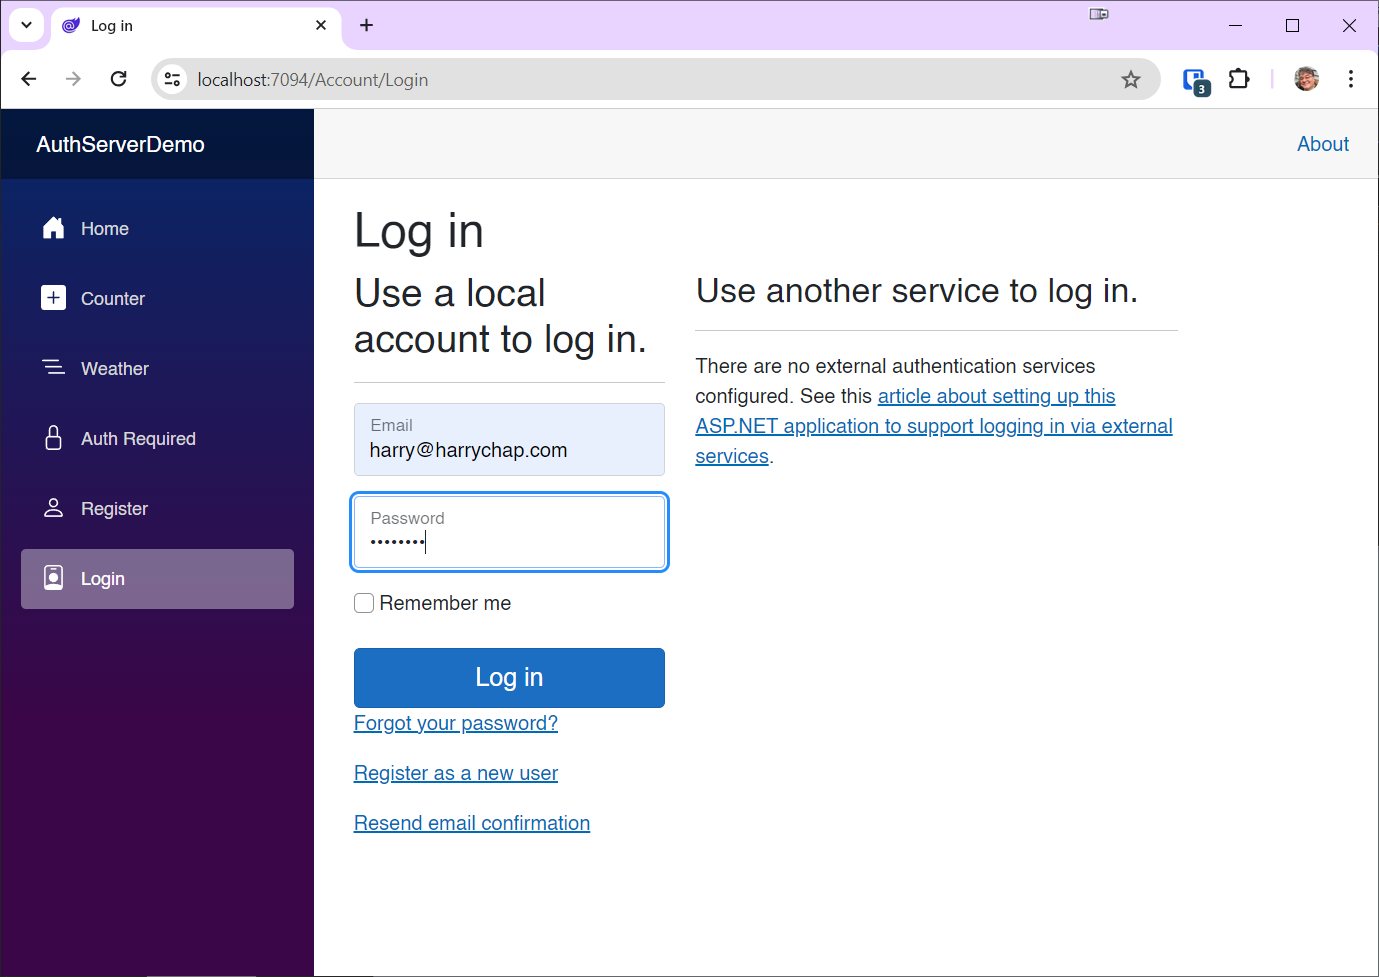 Log in
localhost:7094/Account/Login
3
AuthServerDemo
About
Home
Counter
Weather
Auth Required
Register
Login
Log in
Use a local
account to log in.
Email
harry@harrychap.com
Password
••••••••
Remember me
Log in
Forgot your password?
Register as a new user
Resend email confirmation
Use another service to log in.
There are no external authentication services
configured. See this article about setting up this
ASP.NET application to support logging in via external
services.